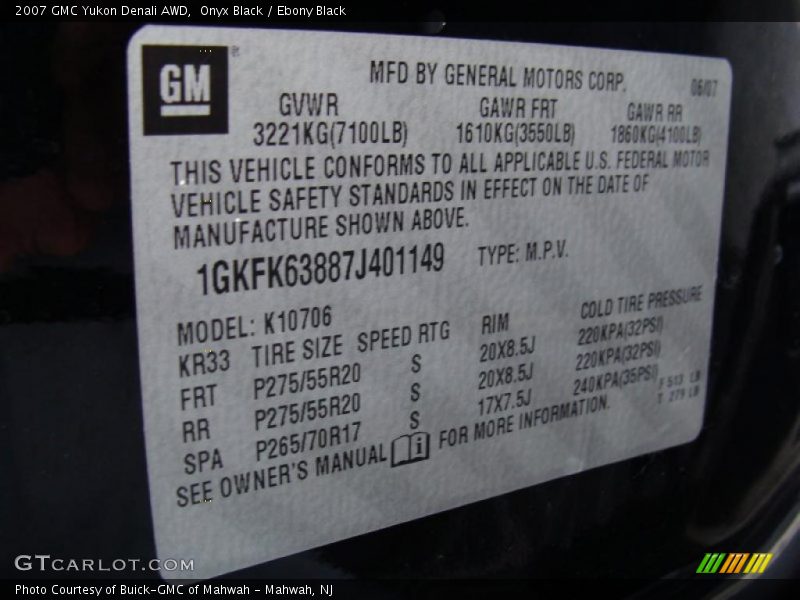 2007 GMC Yukon Denali AWD, Onyx Black / Ebony Black
GM
MFD BY GENERAL MOTORS CORP. 06/07
GVWR GAWR FRT GAWR RR
3221KG(7100LB) 1610KG(3550LB) 1860KG(4100LB)
THIS VEHICLE CONFORMS TO ALL APPLICABLE U.S. FEDERAL MOTOR
VEHICLE SAFETY STANDARDS IN EFFECT ON THE DATE OF
MANUFACTURE SHOWN ABOVE.
1GKFK63887J401149 TYPE: M.P.V.
MODEL: K10706
KR33 TIRE SIZE SPEED RTG RIM COLD TIRE PRESSURE
FRT P275/55R20 S 20X8.5J 220KPA(32PSI)
RR P275/55R20 S 20X8.5J 220KPA(32PSI)
SPA P265/70R17 S 17X7.5J 240KPA(35PSI)
F 513 LB
T 279 LB
SEE OWNER'S MANUAL i FOR MORE INFORMATION.
GTCARLOT.COM
Photo Courtesy of Buick-GMC of Mahwah - Mahwah, NJ